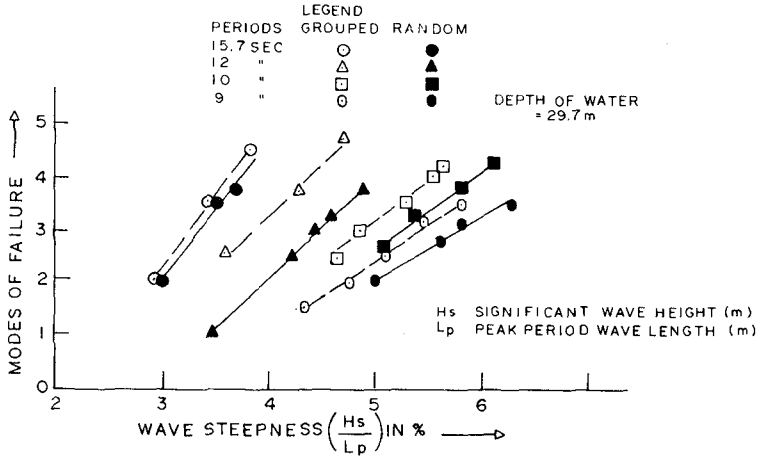 LEGEND
PERIODS GROUPED RANDOM
15.7 SEC
12 "
10 "
9 "
DEPTH OF WATER
= 29.7 m
MODES OF FAILURE
5
4
3
2
1
0
Hs SIGNIFICANT WAVE HEIGHT (m)
Lp PEAK PERIOD WAVE LENGTH (m)
2 3 4 5 6
WAVE STEEPNESS (Hs/Lp) IN %